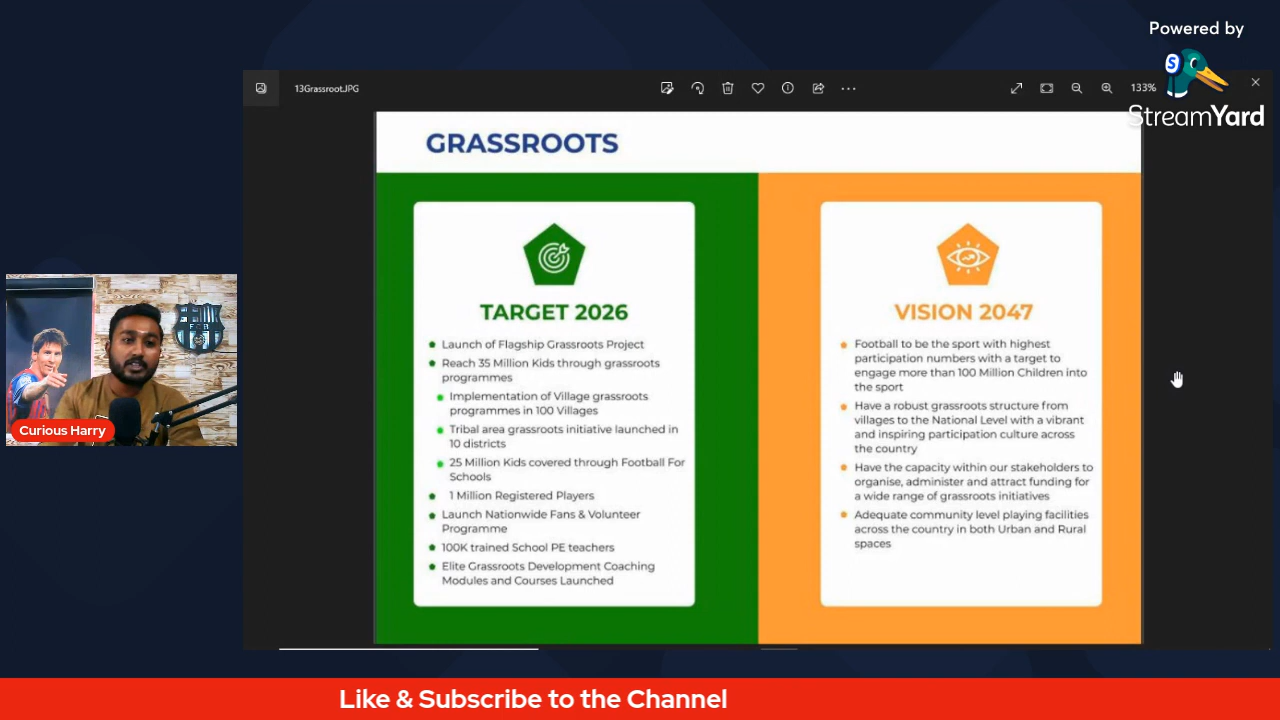 Powered by
StreamYard
13GrassrootJPG
133%
GRASSROOTS
TARGET 2026
Launch of Flagship Grassroots Project
Reach 35 Million Kids through grassroots
programmes
Implementation of Village grassroots
programmes in 100 Villages
Tribal area grassroots initiative launched in
10 districts
25 Million Kids covered through Football For
Schools
1 Million Registered Players
Launch Nationwide Fans & Volunteer
Programme
100K trained School PE teachers
Elite Grassroots Development Coaching
Modules and Courses Launched
VISION 2047
Football to be the sport with highest
participation numbers with a target to
engage more than 100 Million Children into
the sport
Have a robust grassroots structure from
villages to the National Level with a vibrant
and inspiring participation culture across
the country
Have the capacity within our stakeholders to
organise, administer and attract funding for
a wide range of grassroots initiatives
Adequate community level playing facilities
across the country in both Urban and Rural
spaces
Curious Harry
Like & Subscribe to the Channel